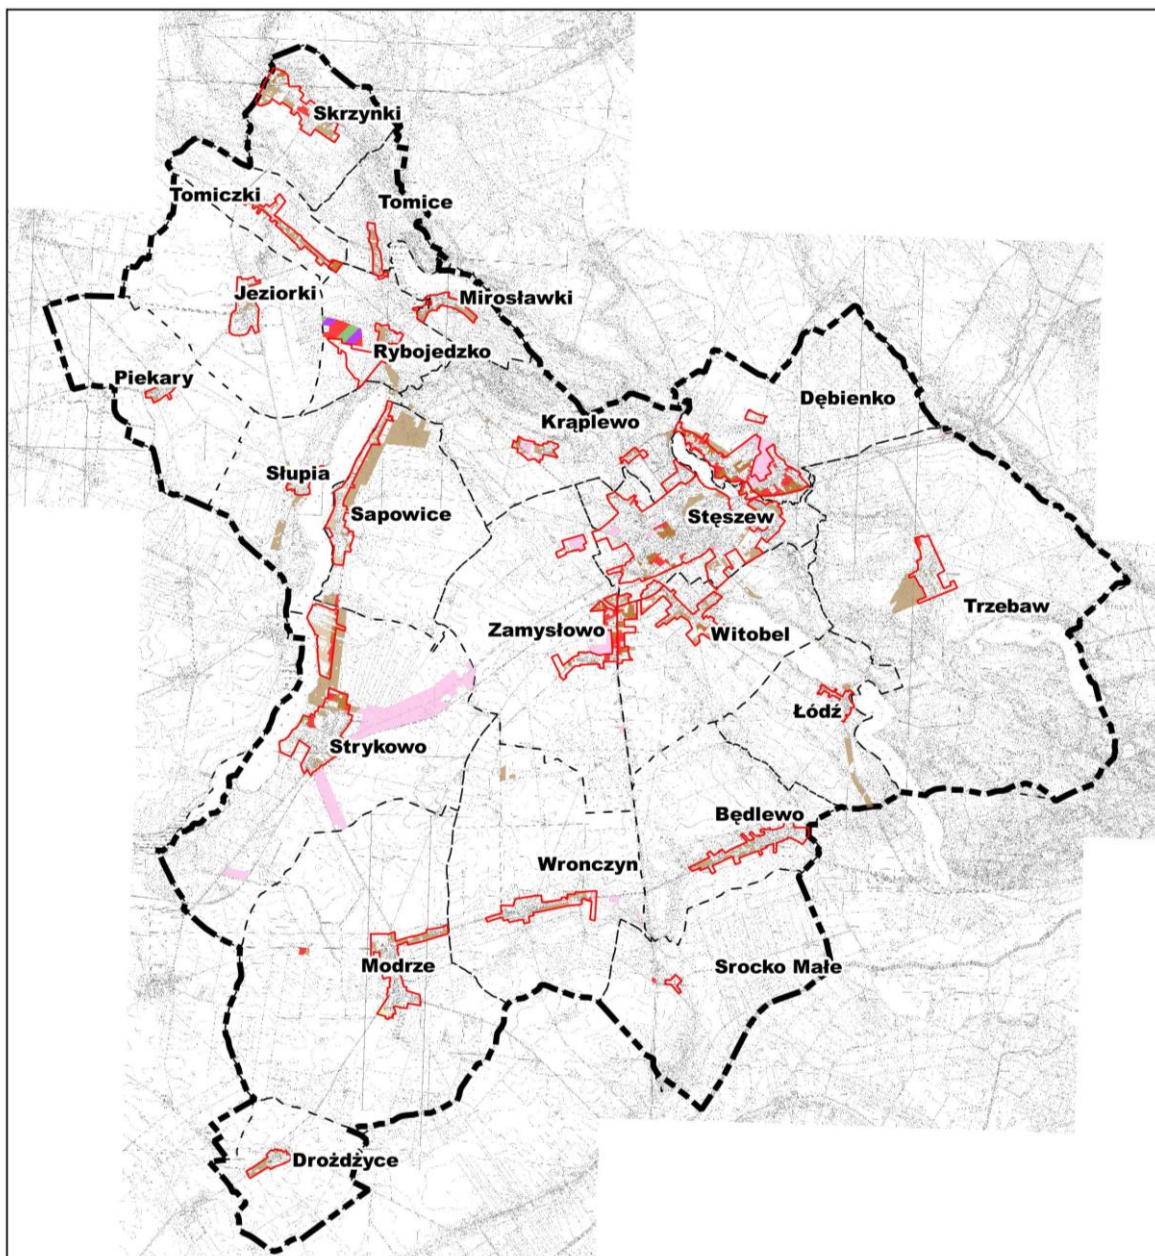 Skrzynki
Tomiczki
Tomice
Jeziorki
Mirosławki
Rybojedzko
Piekary
Dębienko
Krąplewo
Słupia
Sapowice
Stęszew
Trzebaw
Zamysłowo
Witobel
Łódź
Strykowo
Będlewo
Wronczyn
Modrze
Srocko Małe
Drożdżyce